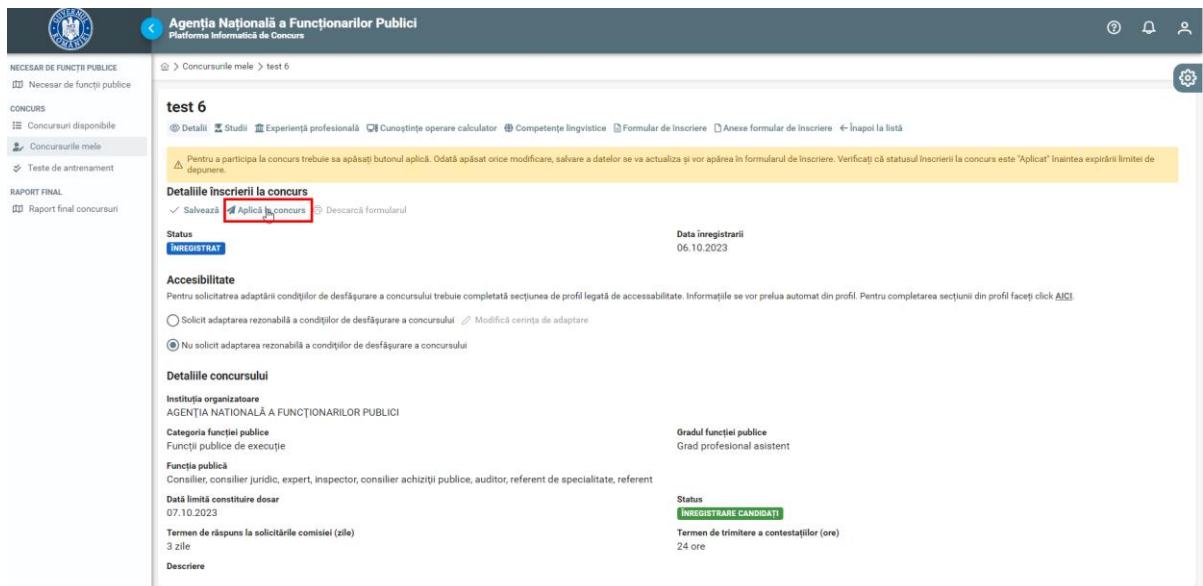 GUVERNUL ROMÂNIEI
Agenția Națională a Funcționarilor Publici
Platforma Informatică de Concurs
NECESAR DE FUNCȚII PUBLICE
Necesar de funcții publice
CONCURS
Concursuri disponibile
Concursurile mele
Teste de antrenament
RAPORT FINAL
Raport final concursuri
> Concursurile mele > test 6
test 6
Detalii Studii Experiență profesională Cunoștințe operare calculator Competențe lingvistice Formular de înscriere Anexe formular de înscriere ← Înapoi la listă
Pentru a participa la concurs trebuie sa apăsați butonul aplică. Odată apăsat orice modificare, salvare a datelor se va actualiza și vor apărea în formularul de înscriere. Verificați că statusul înscrierii la concurs este "Aplicat" înaintea expirării limitei de
depunere.
Detaliile înscrierii la concurs
Salvează Aplică la concurs Descarcă formularul
Status Data înregistrarii
ÎNREGISTRAT 06.10.2023
Accesibilitate
Pentru solicitatrea adaptării condițiilor de desfășurare a concursului trebuie completată secțiunea de profil legată de accessabilitate. Informațiile se vor prelua automat din profil. Pentru completarea secțiunii din profil faceți click AICI.
Solicit adaptarea rezonabilă a condițiilor de desfășurare a concursului Modifică cerința de adaptare
Nu solicit adaptarea rezonabilă a condițiilor de desfășurare a concursului
Detaliile concursului
Instituția organizatoare
AGENȚIA NATIONALĂ A FUNCȚIONARILOR PUBLICI
Categoria funcției publice Gradul funcției publice
Funcții publice de execuție Grad profesional asistent
Funcția publică
Consilier, consilier juridic, expert, inspector, consilier achiziții publice, auditor, referent de specialitate, referent
Dată limită constituire dosar Status
07.10.2023 ÎNREGISTRARE CANDIDAȚI
Termen de răspuns la solicitările comisiei (zile) Termen de trimitere a contestațiilor (ore)
3 zile 24 ore
Descriere